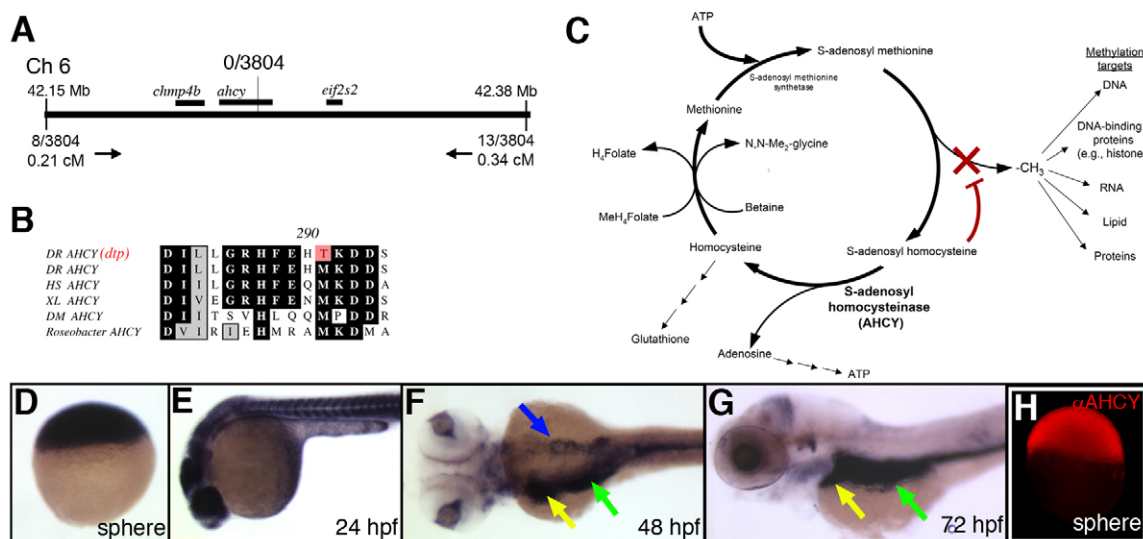 A
Ch 6
0/3804
42.15 Mb
chmp4b
ahcy
eif2s2
42.38 Mb
8/3804
0.21 cM
13/3804
0.34 cM
B
290
DR AHCY (dtp) D I L L G R H F E H T K D D S
DR AHCY D I L L G R H F E H M K D D S
HS AHCY D I I L G R H F E Q M K D D A
XL AHCY D I V E G R H F E N M K D D S
DM AHCY D I I T S V H L Q Q M P D D R
Roseobacter AHCY D V I R I E H M R A M K D M A
C
ATP
S-adenosyl methionine
S-adenosyl methionine
synthetase
Methionine
H4Folate
N,N-Me2-glycine
MeH4Folate
Betaine
Homocysteine
S-adenosyl homocysteine
S-adenosyl
homocysteinase
(AHCY)
Glutathione
Adenosine
ATP
-CH3
Methylation
targets
DNA
DNA-binding
proteins
(e.g., histone
RNA
Lipid
Proteins
D
sphere
E
24 hpf
F
48 hpf
G
72 hpf
H
αAHCY
sphere